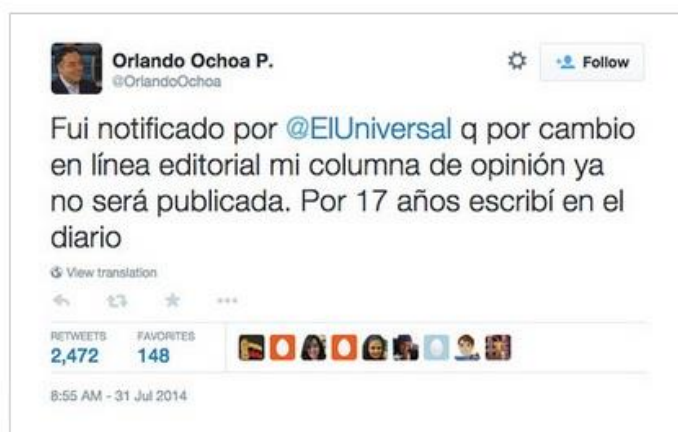 Orlando Ochoa P.
@OrlandoOchoa
Follow
Fui notificado por @ElUniversal q por cambio
en línea editorial mi columna de opinión ya
no será publicada. Por 17 años escribí en el
diario
View translation
RETWEETS FAVORITES
2,472 148
8:55 AM - 31 Jul 2014